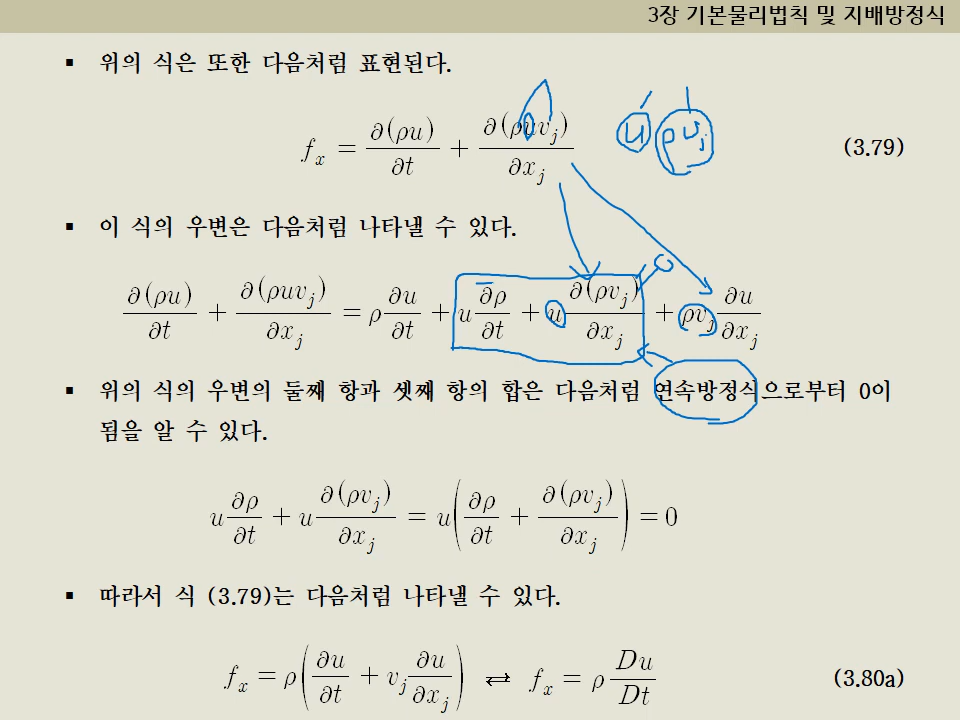 3장 기본물리법칙 및 지배방정식
▪ 위의 식은 또한 다음처럼 표현된다.
f_x = ∂(ρu)/∂t + ∂(ρuv_j)/∂x_j (3.79)
u ρv_j
▪ 이 식의 우변은 다음처럼 나타낼 수 있다.
∂(ρu)/∂t + ∂(ρuv_j)/∂x_j = ρ ∂u/∂t + u ∂ρ/∂t + u ∂(ρv_j)/∂x_j + ρv_j ∂u/∂x_j
▪ 위의 식의 우변의 둘째 항과 셋째 항의 합은 다음처럼 연속방정식으로부터 0이
됨을 알 수 있다.
u ∂ρ/∂t + u ∂(ρv_j)/∂x_j = u(∂ρ/∂t + ∂(ρv_j)/∂x_j) = 0
▪ 따라서 식 (3.79)는 다음처럼 나타낼 수 있다.
f_x = ρ(∂u/∂t + v_j ∂u/∂x_j) ⇄ f_x = ρ Du/Dt (3.80a)